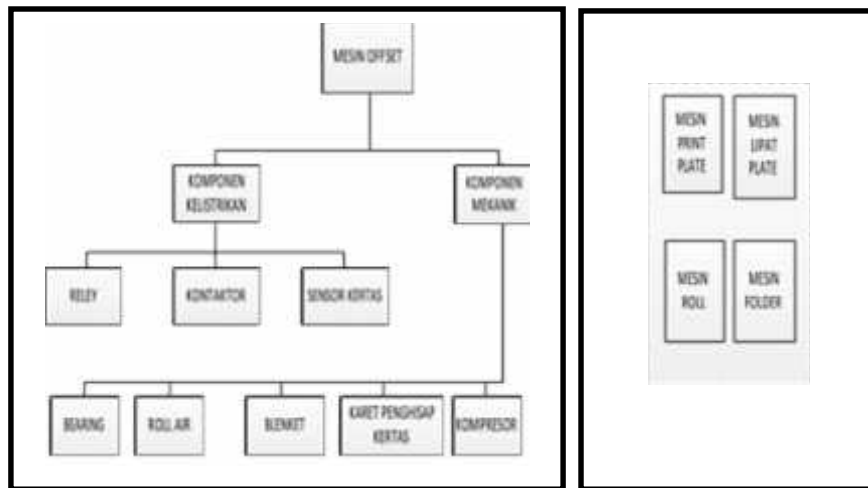 MESIN OFFSET
KOMPONEN
KELISTRIKAN
KOMPONEN
MEKANIK
RELEY
KONTAKTOR
SENSOR KERTAS
BEARING
ROLL AIR
BLENKET
KARET PENGHISAP
KERTAS
KOMPRESOR
MESIN
PRINT
PLATE
MESIN
LIPAT
PLATE
MESIN
ROLL
MESIN
FOLDER